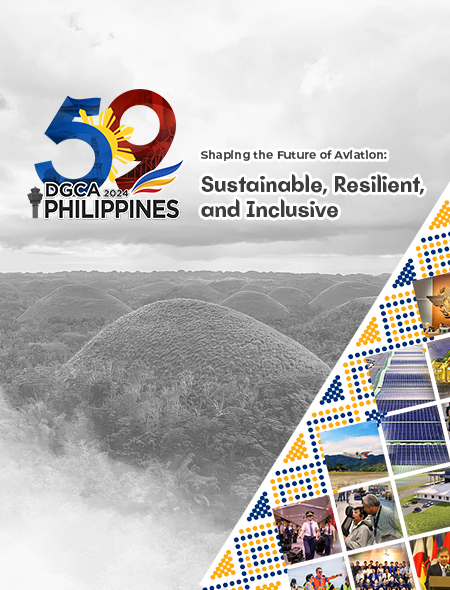 59
DGCA 2024
PHILIPPINES
Shaping the Future of Aviation:
Sustainable, Resilient,
and Inclusive